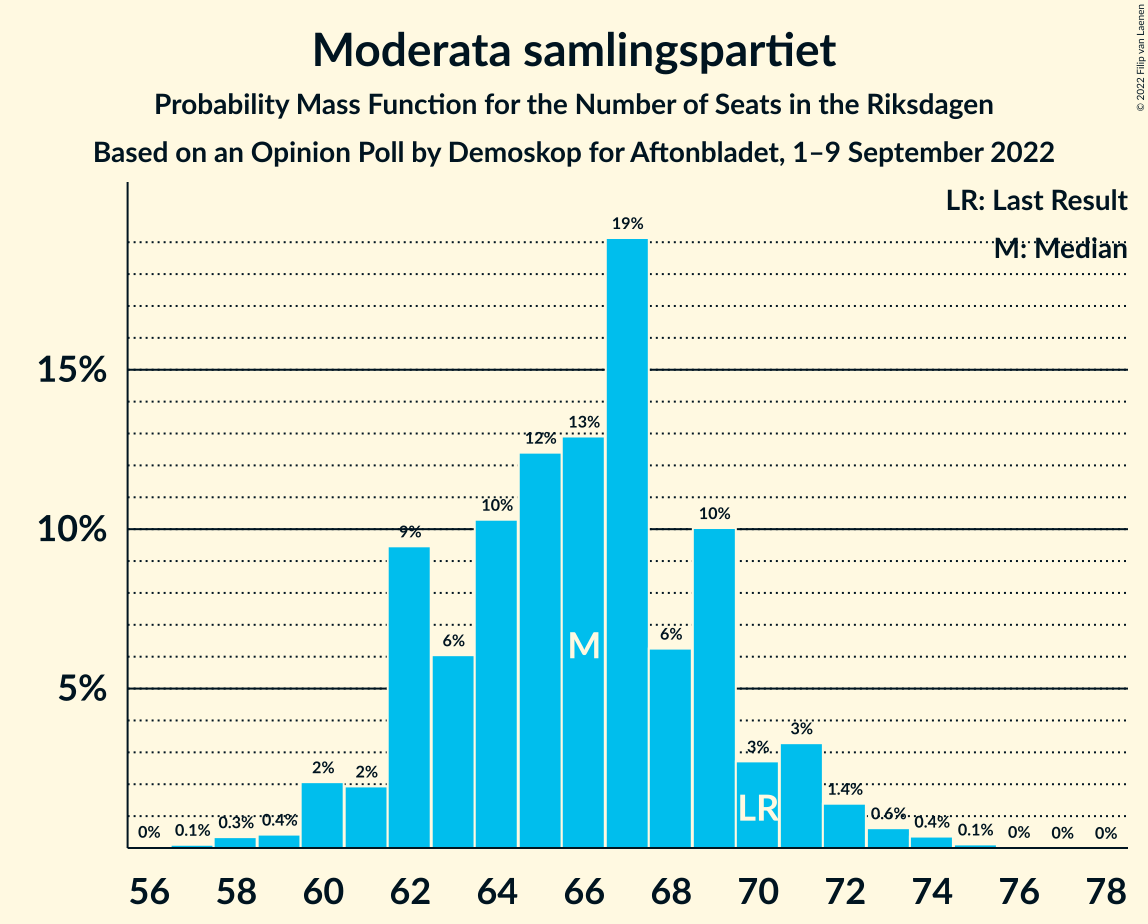 Moderata samlingspartiet
Probability Mass Function for the Number of Seats in the Riksdagen
Based on an Opinion Poll by Demoskop for Aftonbladet, 1–9 September 2022
© 2022 Filip van Laenen
LR: Last Result
M: Median
15%
10%
5%
0%
0.1%
0.3%
0.4%
2%
2%
9%
6%
10%
12%
13%
19%
6%
10%
3%
3%
1.4%
0.6%
0.4%
0.1%
0%
0%
0%
M
LR
56 58 60 62 64 66 68 70 72 74 76 78